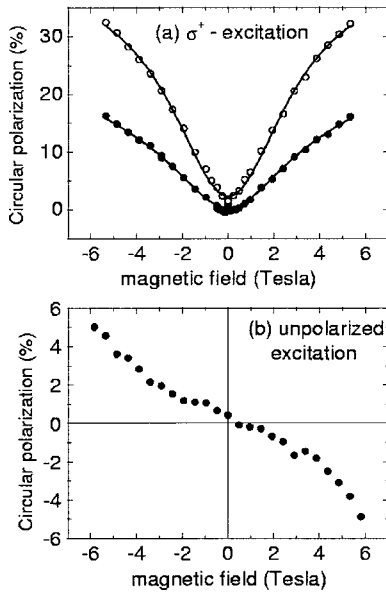 (a) σ⁺ - excitation
Circular polarization (%)
30
20
10
0
-6 -4 -2 0 2 4 6
magnetic field (Tesla)
(b) unpolarized
excitation
Circular polarization (%)
6
4
2
0
-2
-4
-6
-6 -4 -2 0 2 4 6
magnetic field (Tesla)